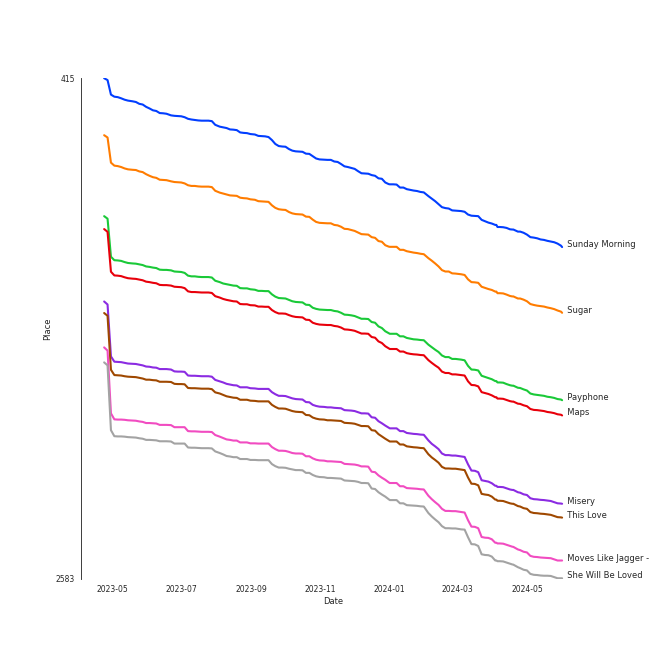 415
Sunday Morning
Sugar
Place
Payphone
Maps
Misery
This Love
Moves Like Jagger -
She Will Be Loved
2583
2023-05 2023-07 2023-09 2023-11 2024-01 2024-03 2024-05
Date